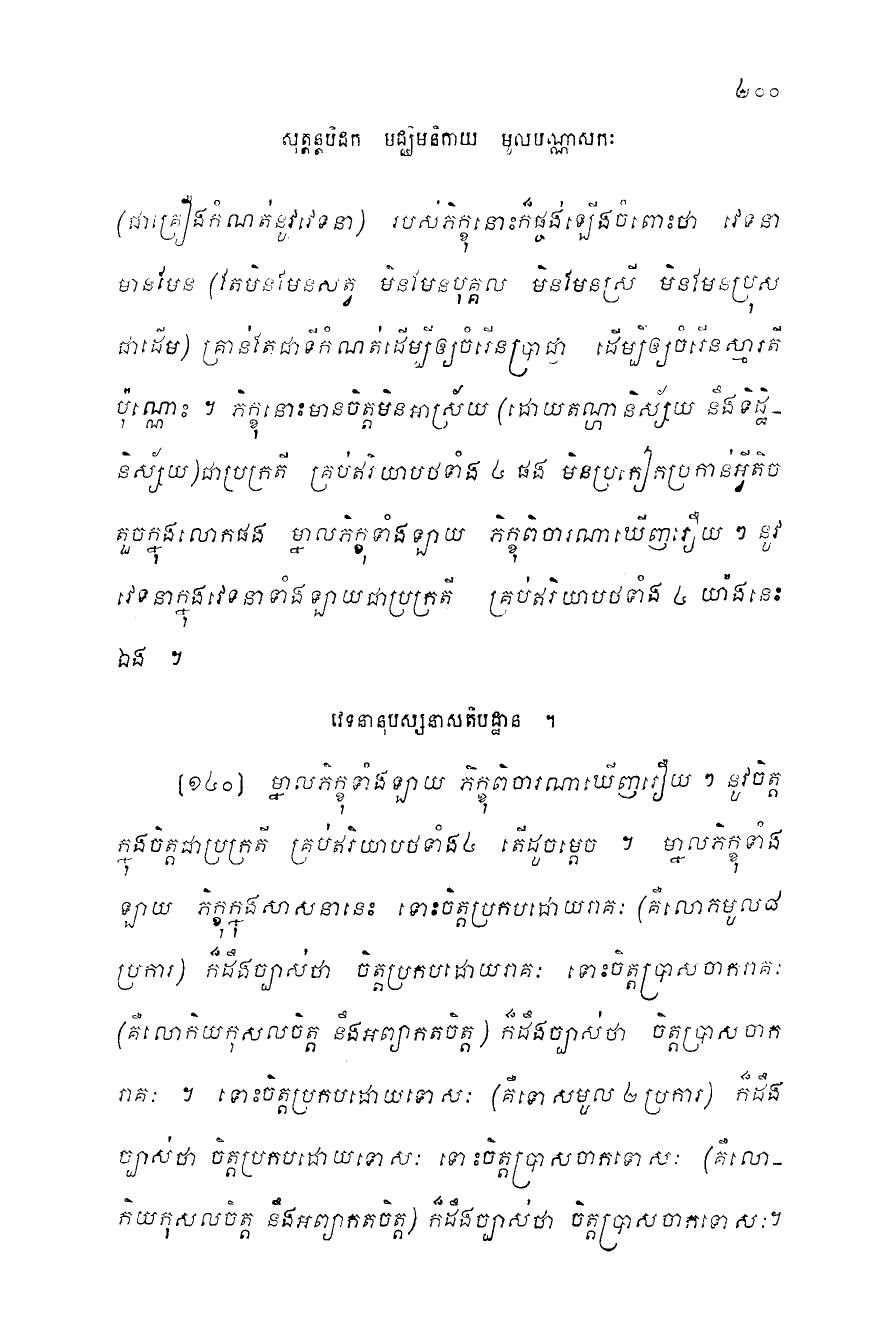 ២០០
សុត្តន្តបិដក មជ្ឈិមនិកាយ មូលបណ្ណាសកៈ
(ជាគ្រឿងកំណត់នូវវេទនា) របស់ភិក្ខុនោះក៏ផ្ចង់ឡើងចំពោះថា វេទនា
មានមែន (តែមិនមែនសត្វ មិនមែនបុគ្គល មិនមែនស្រី មិនមែនប្រុស
ជាដើម) គ្រាន់តែជាទីកំណត់ដើម្បីឲ្យចំរើនប្រាជ្ញា ដើម្បីឲ្យចំរើនស្មារតី
ប៉ុណ្ណោះ ។ ភិក្ខុនោះមានចិត្តមិនអាស្រ័យ (ដោយតណ្ហានិស្ស័យ នឹងទិដ្ឋិ-
និស្ស័យ)ជាប្រក្រតី គ្រប់ឥរិយាបថទាំង ៤ ផង មិនប្រកៀកប្រកាន់អ្វីតិច
តួចក្នុងលោកផង ម្នាលភិក្ខុទាំងឡាយ ភិក្ខុពិចារណាឃើញរឿយ ៗ នូវ
វេទនាក្នុងវេទនាទាំងឡាយជាប្រក្រតី គ្រប់ឥរិយាបថទាំង ៤ យ៉ាងនេះ
ឯង ។
វេទនានុបស្សនាសតិបដ្ឋាន ។
[១៤០] ម្នាលភិក្ខុទាំងឡាយ ភិក្ខុពិចារណាឃើញរឿយ ៗ នូវចិត្ត
ក្នុងចិត្តជាប្រក្រតី គ្រប់ឥរិយាបថទាំង៤ តើដូចម្តេច ។ ម្នាលភិក្ខុទាំង
ឡាយ ភិក្ខុក្នុងសាសនានេះ ទោះចិត្តប្រកបដោយរាគៈ (គឺលោភមូល៨
ប្រការ) ក៏ដឹងច្បាស់ថា ចិត្តប្រកបដោយរាគៈ ទោះចិត្តប្រាសចាករាគៈ
(គឺលោកិយកុសលចិត្ត នឹងអព្យាកតចិត្ត) ក៏ដឹងច្បាស់ថា ចិត្តប្រាសចាក
រាគៈ ។ ទោះចិត្តប្រកបដោយទោសៈ (គឺទោសមូល ២ ប្រការ) ក៏ដឹង
ច្បាស់ថា ចិត្តប្រកបដោយទោសៈ ទោះចិត្តប្រាសចាកទោសៈ (គឺលោ-
កិយកុសលចិត្ត នឹងអព្យាកតចិត្ត) ក៏ដឹងច្បាស់ថា ចិត្តប្រាសចាកទោសៈ។